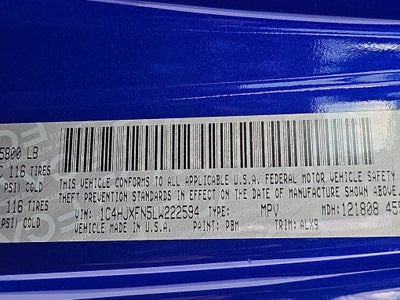 5800 LB
C 116 TIRES
PSI) COLD
116 TIRES
PSI) COLD
THIS VEHICLE CONFORMS TO ALL APPLICABLE U.S.A. FEDERAL MOTOR VEHICLE SAFETY
THEFT PREVENTION STANDARDS IN EFFECT ON THE DATE OF MANUFACTURE SHOWN
VIN: 1C4HJXFN5LW222594 TYPE: MPV MDH: 121808 455
MADE IN U.S.A. PAINT: PBM TRIM: ALX9